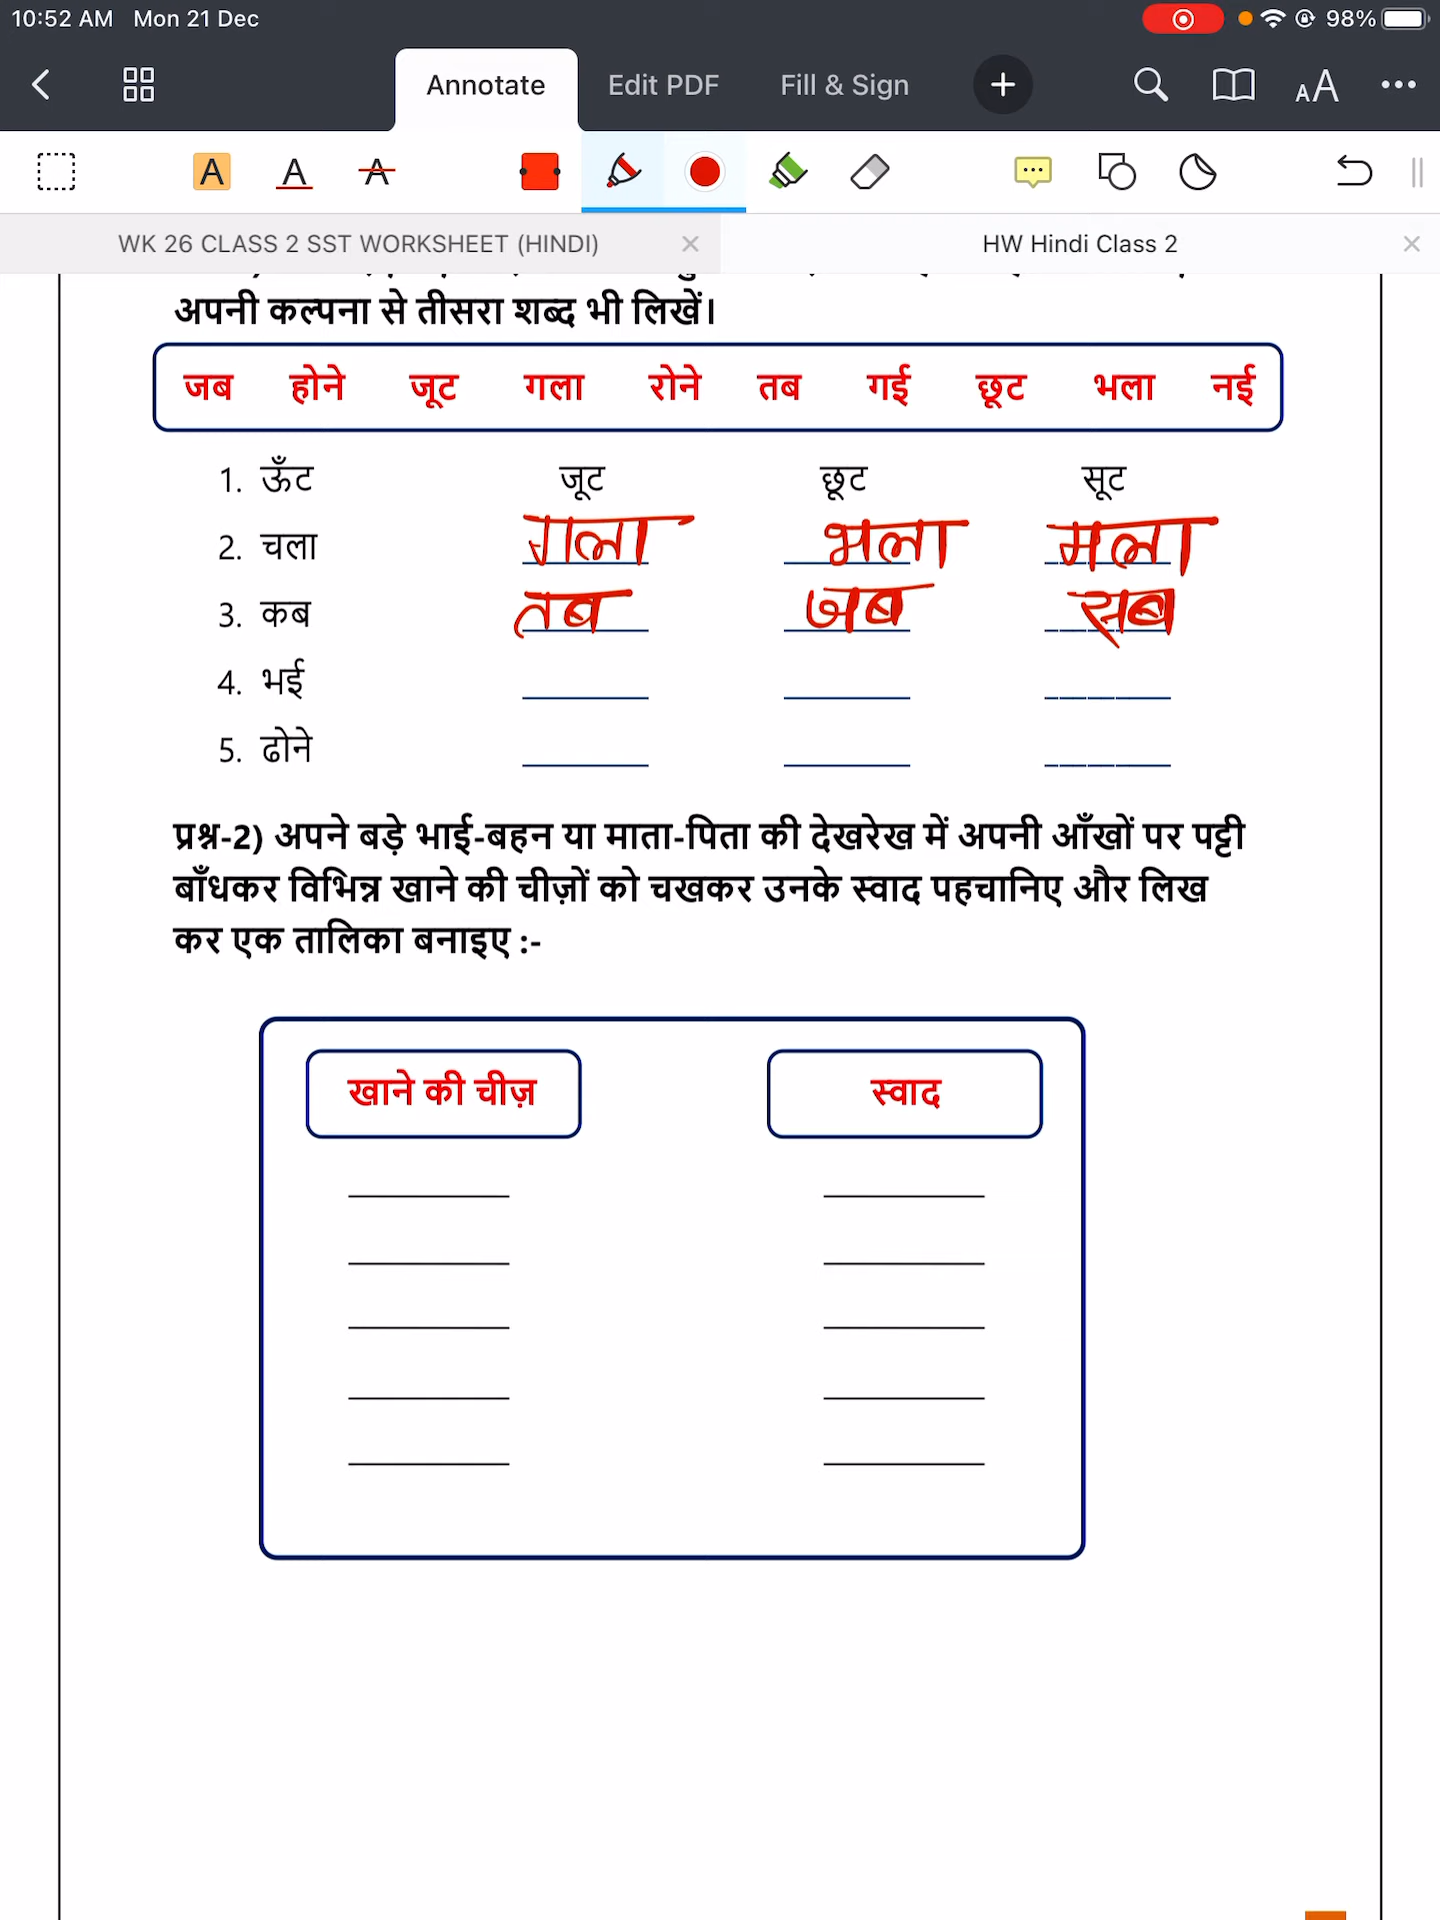 10:52 AM Mon 21 Dec 98%
Annotate Edit PDF Fill & Sign
WK 26 CLASS 2 SST WORKSHEET (HINDI) HW Hindi Class 2
अपनी कल्पना से तीसरा शब्द भी लिखें।
जब होने जूट गला रोने तब गई छूट भला नई
1. ऊँट जूट छूट सूट
2. चला गला भला मला
3. कब तब जब सब
4. भई
5. ढोने
प्रश्न-2) अपने बड़े भाई-बहन या माता-पिता की देखरेख में अपनी आँखों पर पट्टी
बाँधकर विभिन्न खाने की चीज़ों को चखकर उनके स्वाद पहचानिए और लिख
कर एक तालिका बनाइए :-
खाने की चीज़ स्वाद